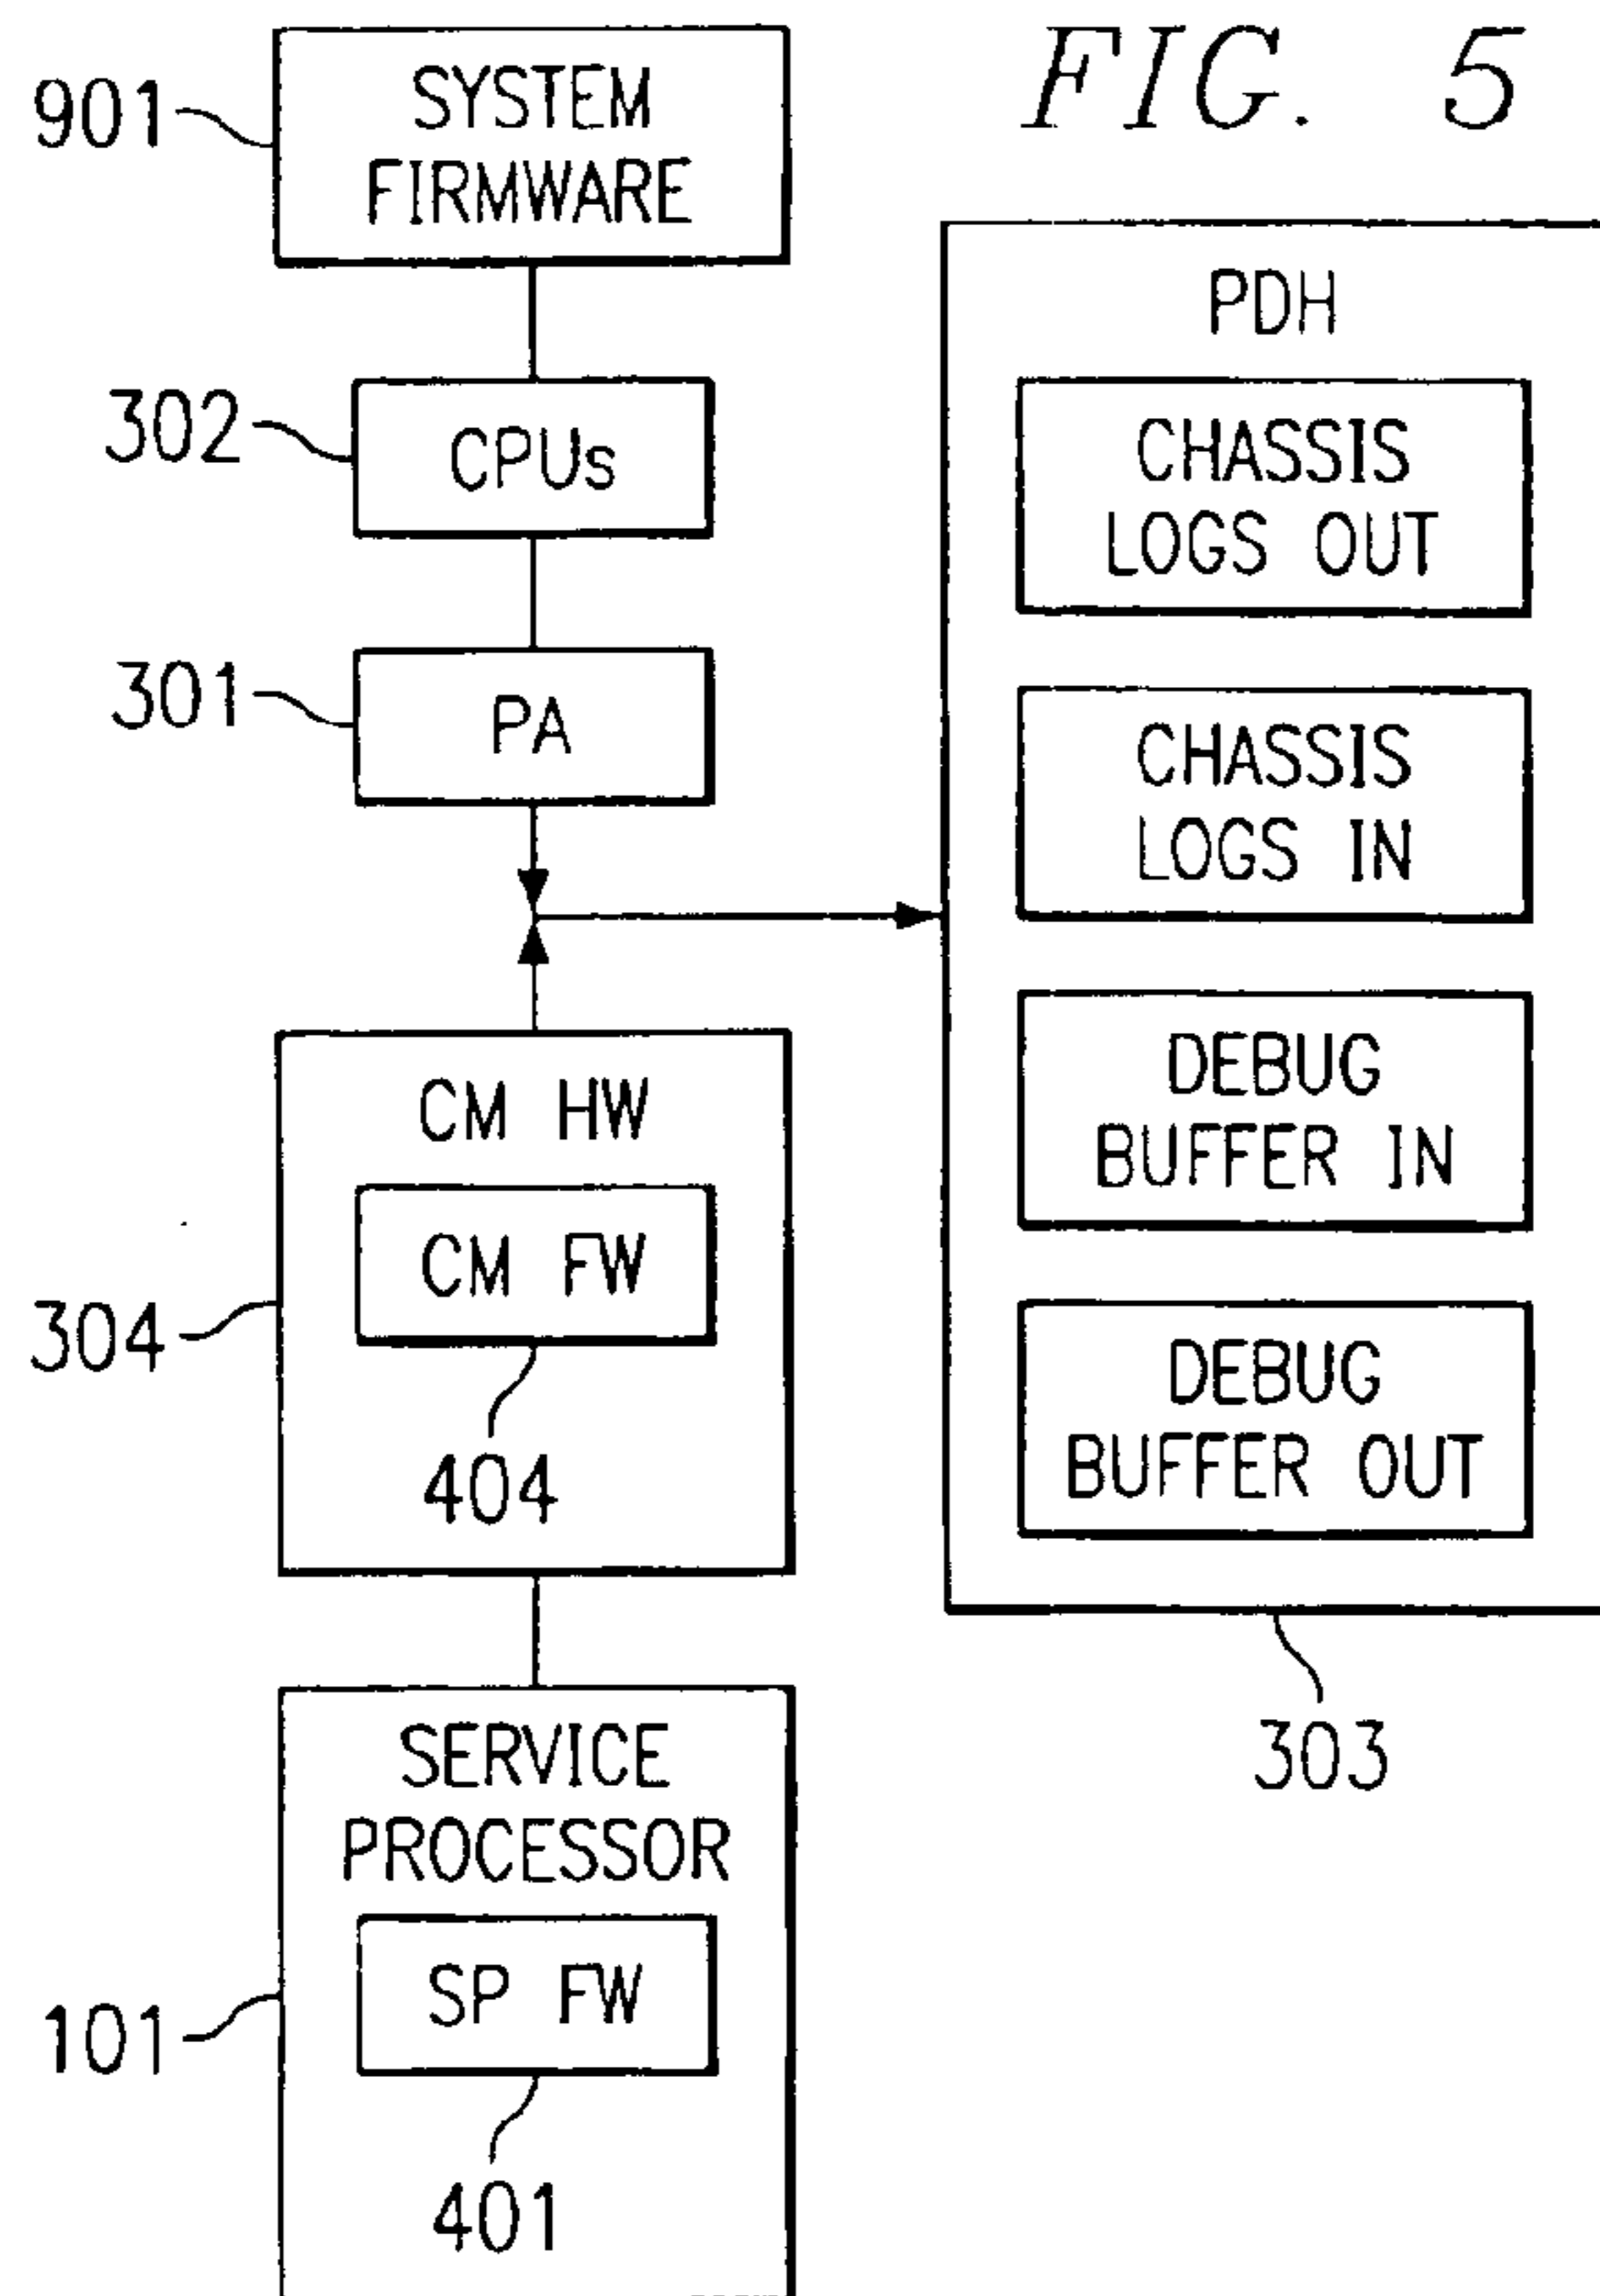 FIG. 5
901
SYSTEM
FIRMWARE
302
CPUs
301
PA
304
CM HW
CM FW
404
101
SERVICE
PROCESSOR
SP FW
401
PDH
CHASSIS
LOGS OUT
CHASSIS
LOGS IN
DEBUG
BUFFER IN
DEBUG
BUFFER OUT
303